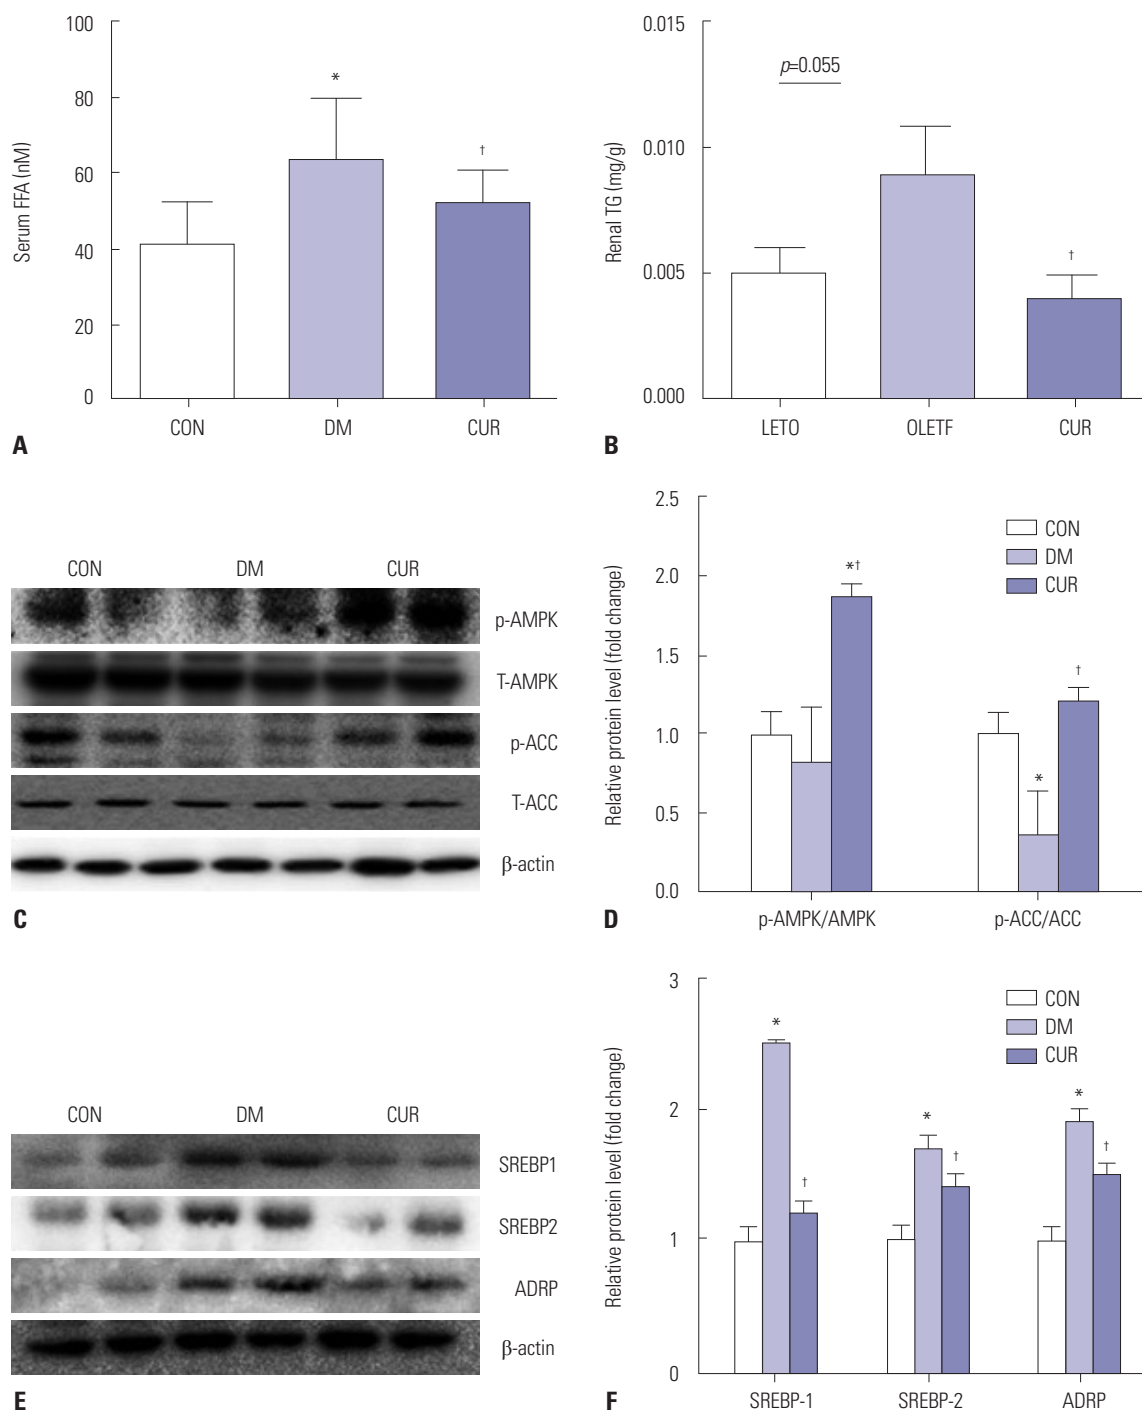 100
80
60
40
20
0
Serum FFA (nM)
*
†
CON DM CUR
A
0.015
0.010
0.005
0.000
Renal TG (mg/g)
p=0.055
†
LETO OLETF CUR
B
CON DM CUR
p-AMPK
T-AMPK
p-ACC
T-ACC
β-actin
C
2.5
2.0
1.5
1.0
0.5
0.0
Relative protein level (fold change)
CON
DM
CUR
*†
*
†
p-AMPK/AMPK p-ACC/ACC
D
CON DM CUR
SREBP1
SREBP2
ADRP
β-actin
E
3
2
1
0
Relative protein level (fold change)
CON
DM
CUR
*
†
*
†
*
†
SREBP-1 SREBP-2 ADRP
F